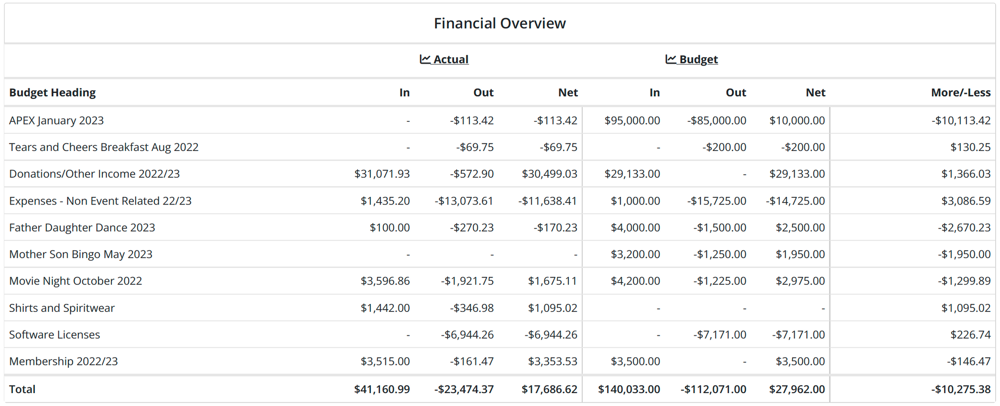 Financial Overview
Actual Budget
Budget Heading In Out Net In Out Net More/-Less
APEX January 2023 - -$113.42 -$113.42 $95,000.00 -$85,000.00 $10,000.00 -$10,113.42
Tears and Cheers Breakfast Aug 2022 - -$69.75 -$69.75 - -$200.00 -$200.00 $130.25
Donations/Other Income 2022/23 $31,071.93 -$572.90 $30,499.03 $29,133.00 - $29,133.00 $1,366.03
Expenses - Non Event Related 22/23 $1,435.20 -$13,073.61 -$11,638.41 $1,000.00 -$15,725.00 -$14,725.00 $3,086.59
Father Daughter Dance 2023 $100.00 -$270.23 -$170.23 $4,000.00 -$1,500.00 $2,500.00 -$2,670.23
Mother Son Bingo May 2023 - - - $3,200.00 -$1,250.00 $1,950.00 -$1,950.00
Movie Night October 2022 $3,596.86 -$1,921.75 $1,675.11 $4,200.00 -$1,225.00 $2,975.00 -$1,299.89
Shirts and Spiritwear $1,442.00 -$346.98 $1,095.02 - - - $1,095.02
Software Licenses - -$6,944.26 -$6,944.26 - -$7,171.00 -$7,171.00 $226.74
Membership 2022/23 $3,515.00 -$161.47 $3,353.53 $3,500.00 - $3,500.00 -$146.47
Total $41,160.99 -$23,474.37 $17,686.62 $140,033.00 -$112,071.00 $27,962.00 -$10,275.38